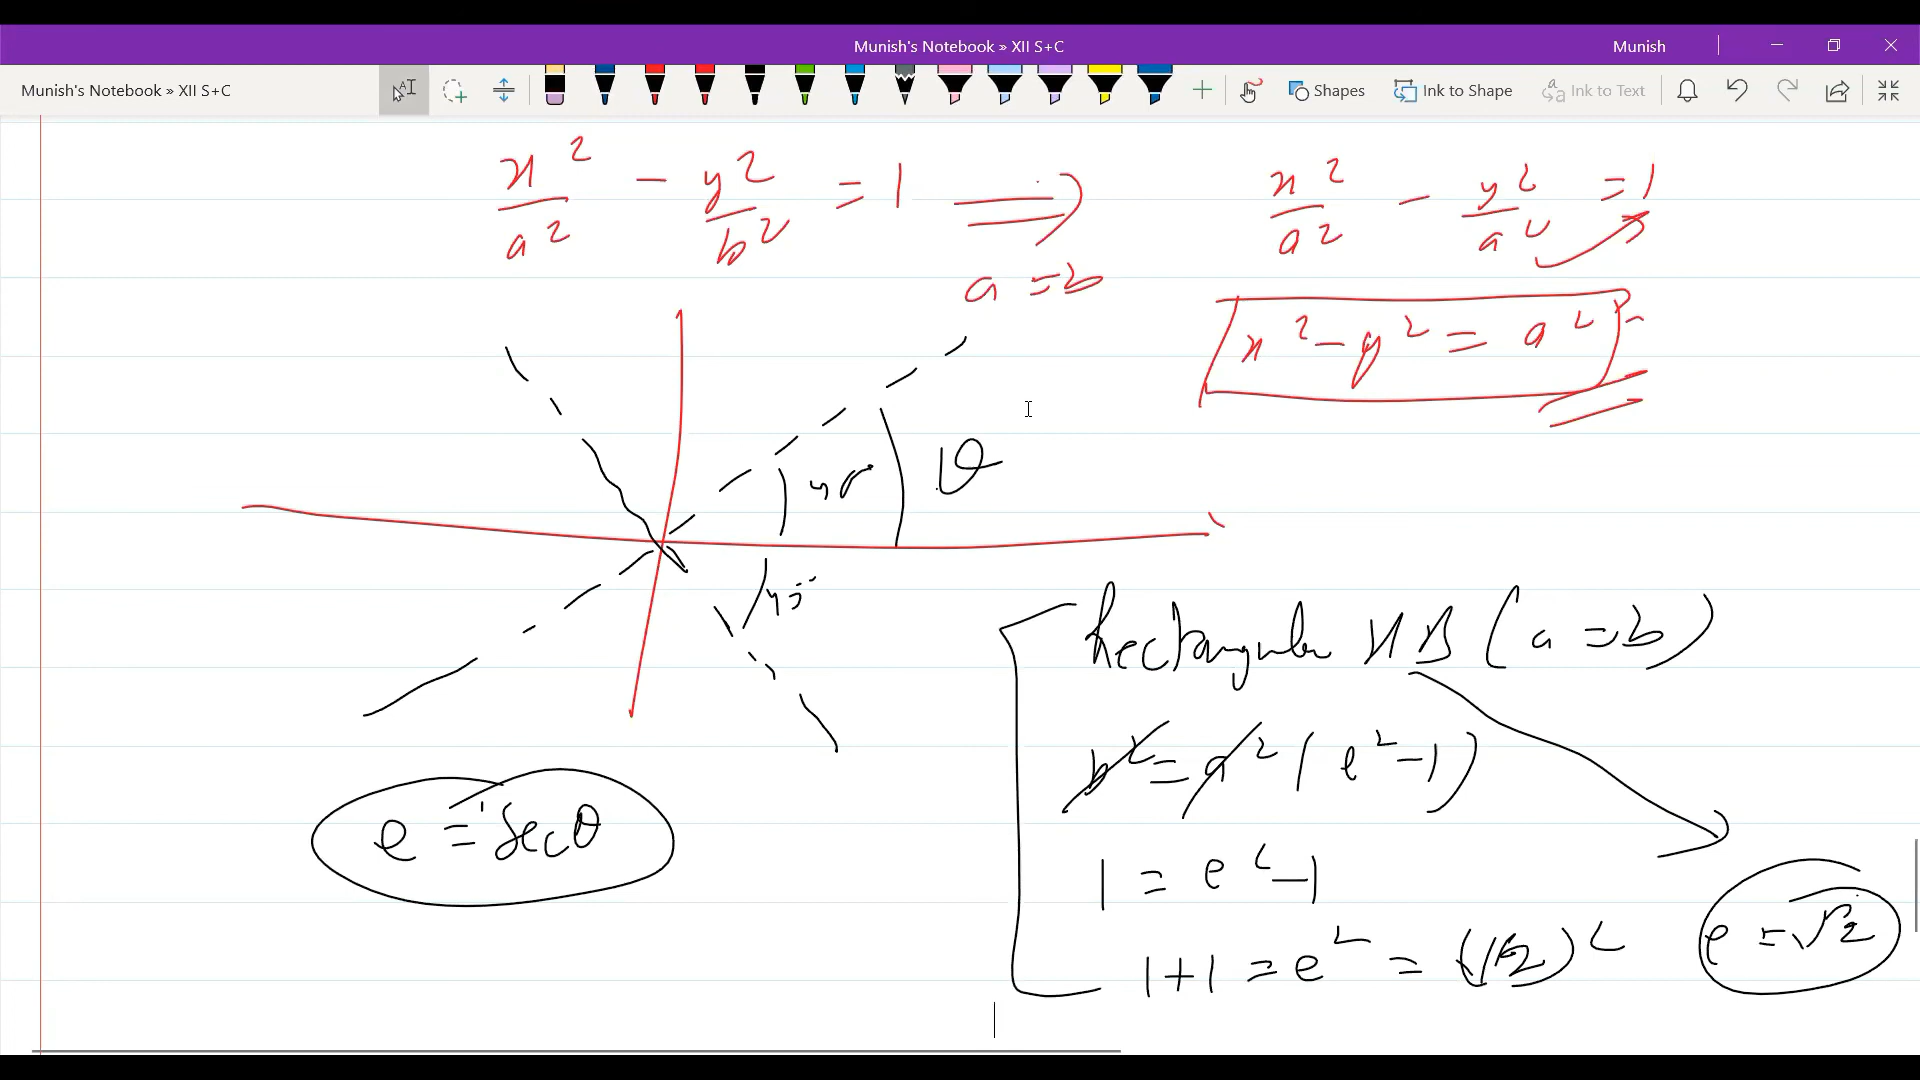 Munish's Notebook » XII S+C
Munish
Munish's Notebook » XII S+C
Shapes
Ink to Shape
Ink to Text
x²/a² - y²/b² = 1 ⇒ x²/a² - y²/a² = 1
a = b
x² - y² = a²
θ
45°
Rectangular HB (a = b)
b² = a² (e² - 1)
e = secθ
1 = e² - 1
e = √2
1 + 1 = e² = (√2)²